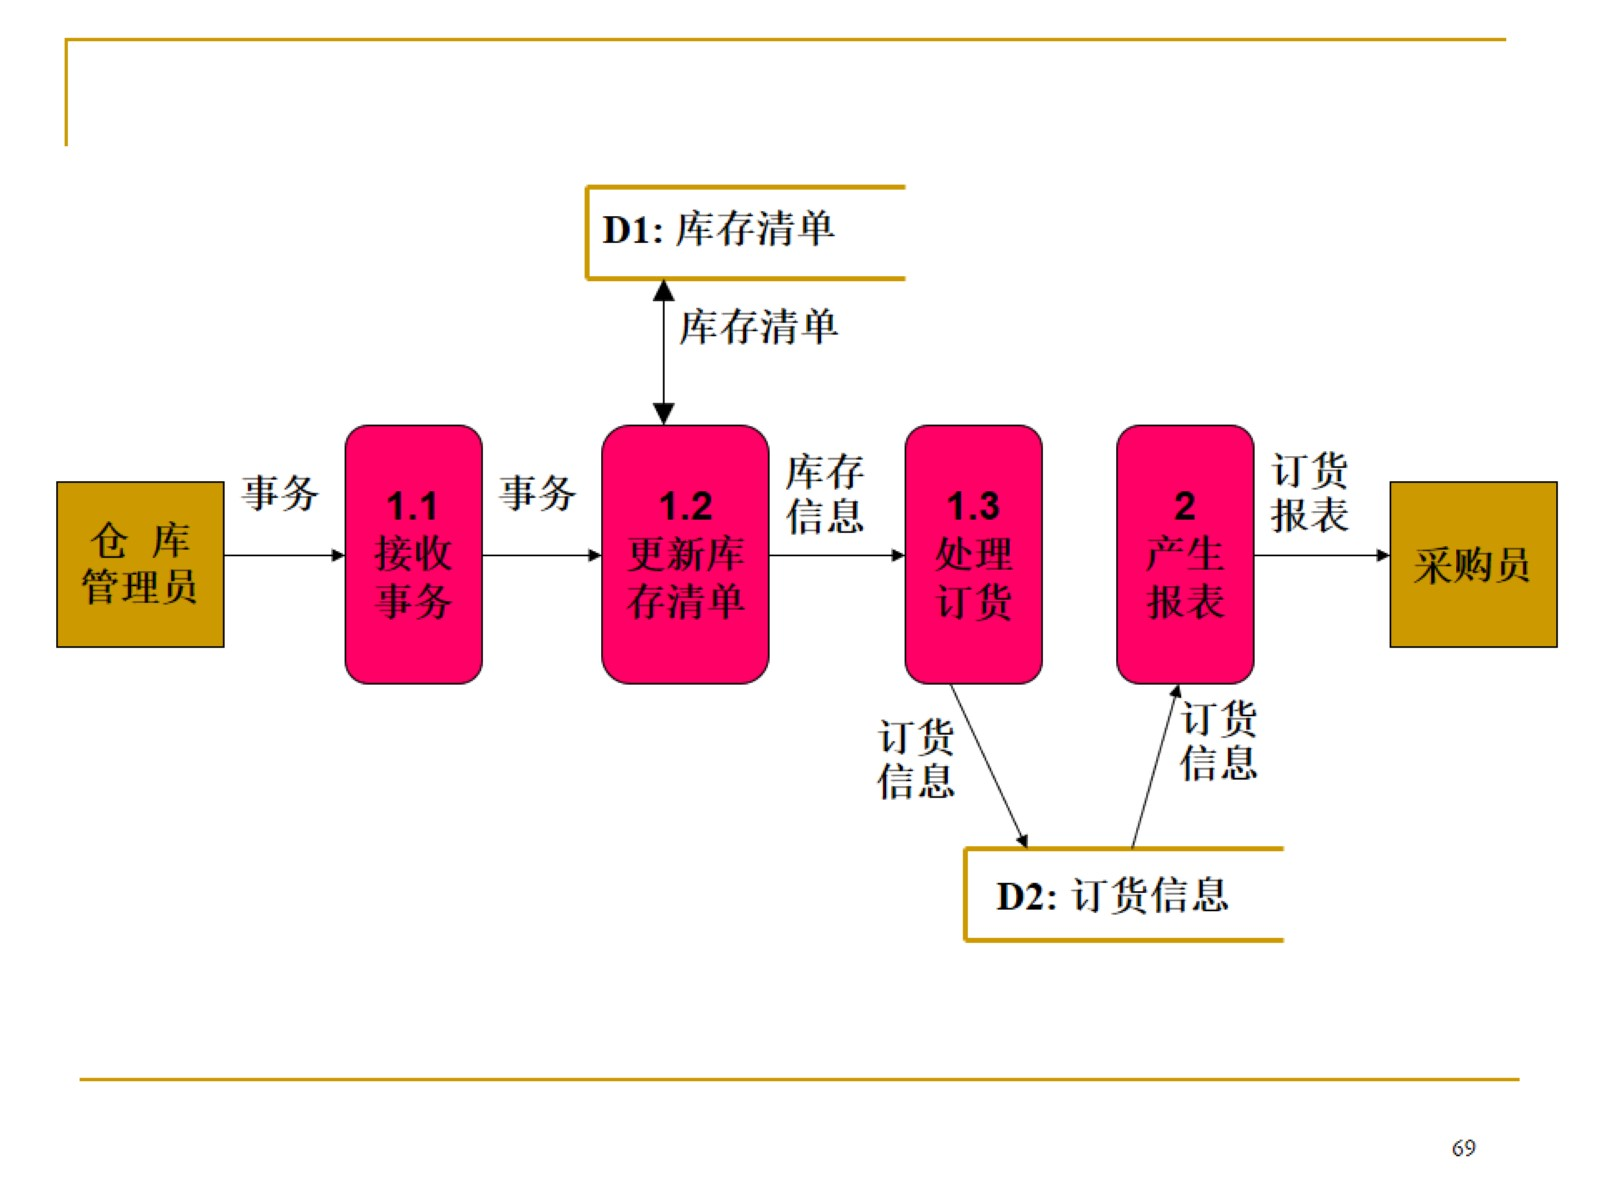 D1: 库存清单
库存清单
仓 库
管理员
事务
1.1
接收
事务
事务
1.2
更新库
存清单
库存
信息
1.3
处理
订货
2
产生
报表
订货
报表
采购员
订货
信息
订货
信息
D2: 订货信息
69